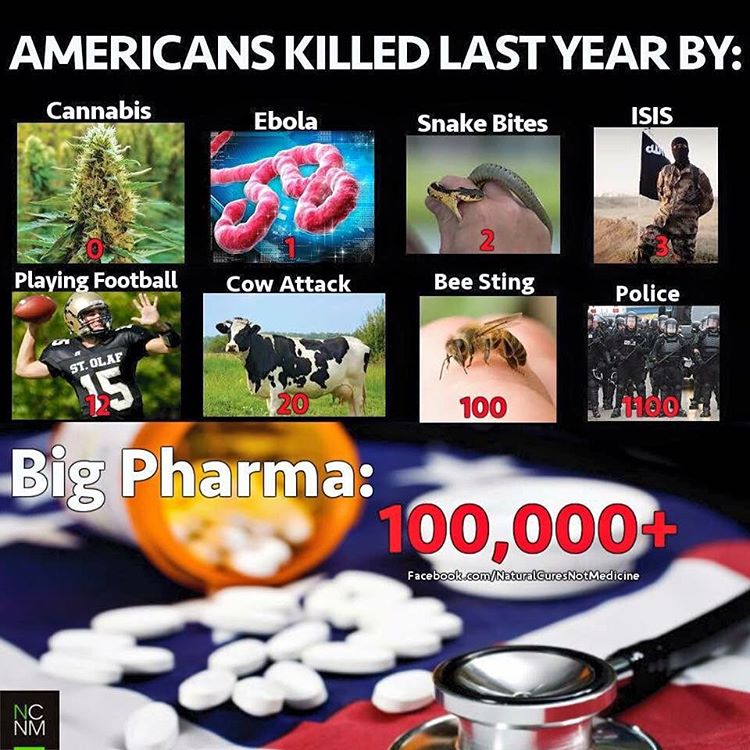 AMERICANS KILLED LAST YEAR BY:
Cannabis
0
Ebola
1
Snake Bites
2
ISIS
3
Playing Football
ST. OLAF
15
12
Cow Attack
20
Bee Sting
100
Police
1100
Big Pharma:
100,000+
Facebook.com/NaturalCuresNotMedicine
NC
NM